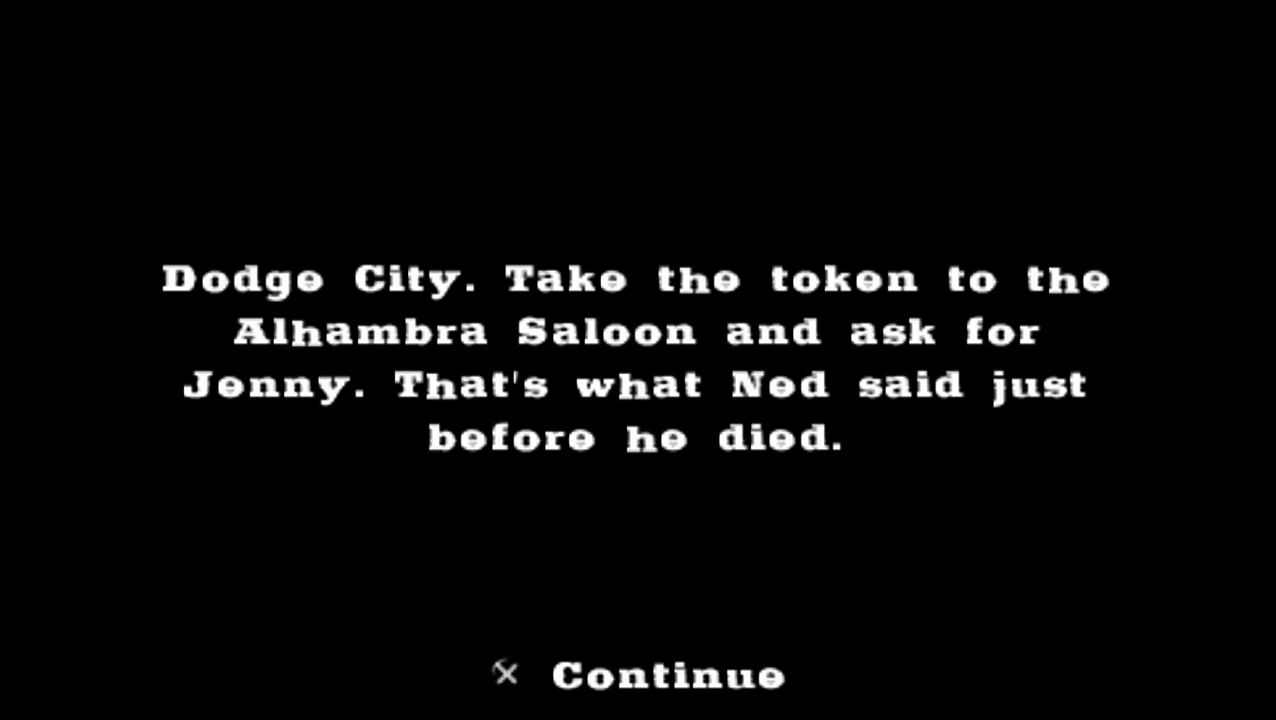 Dodge City. Take the token to the
Alhambra Saloon and ask for
Jenny. That's what Ned said just
before he died.
Continue